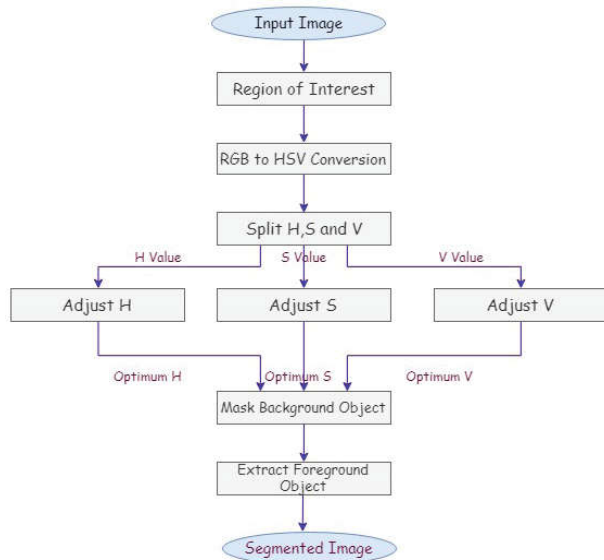 Input Image
Region of Interest
RGB to HSV Conversion
Split H,S and V
H Value
S Value
V Value
Adjust H
Adjust S
Adjust V
Optimum H
Optimum S
Optimum V
Mask Background Object
Extract Foreground
Object
Segmented Image